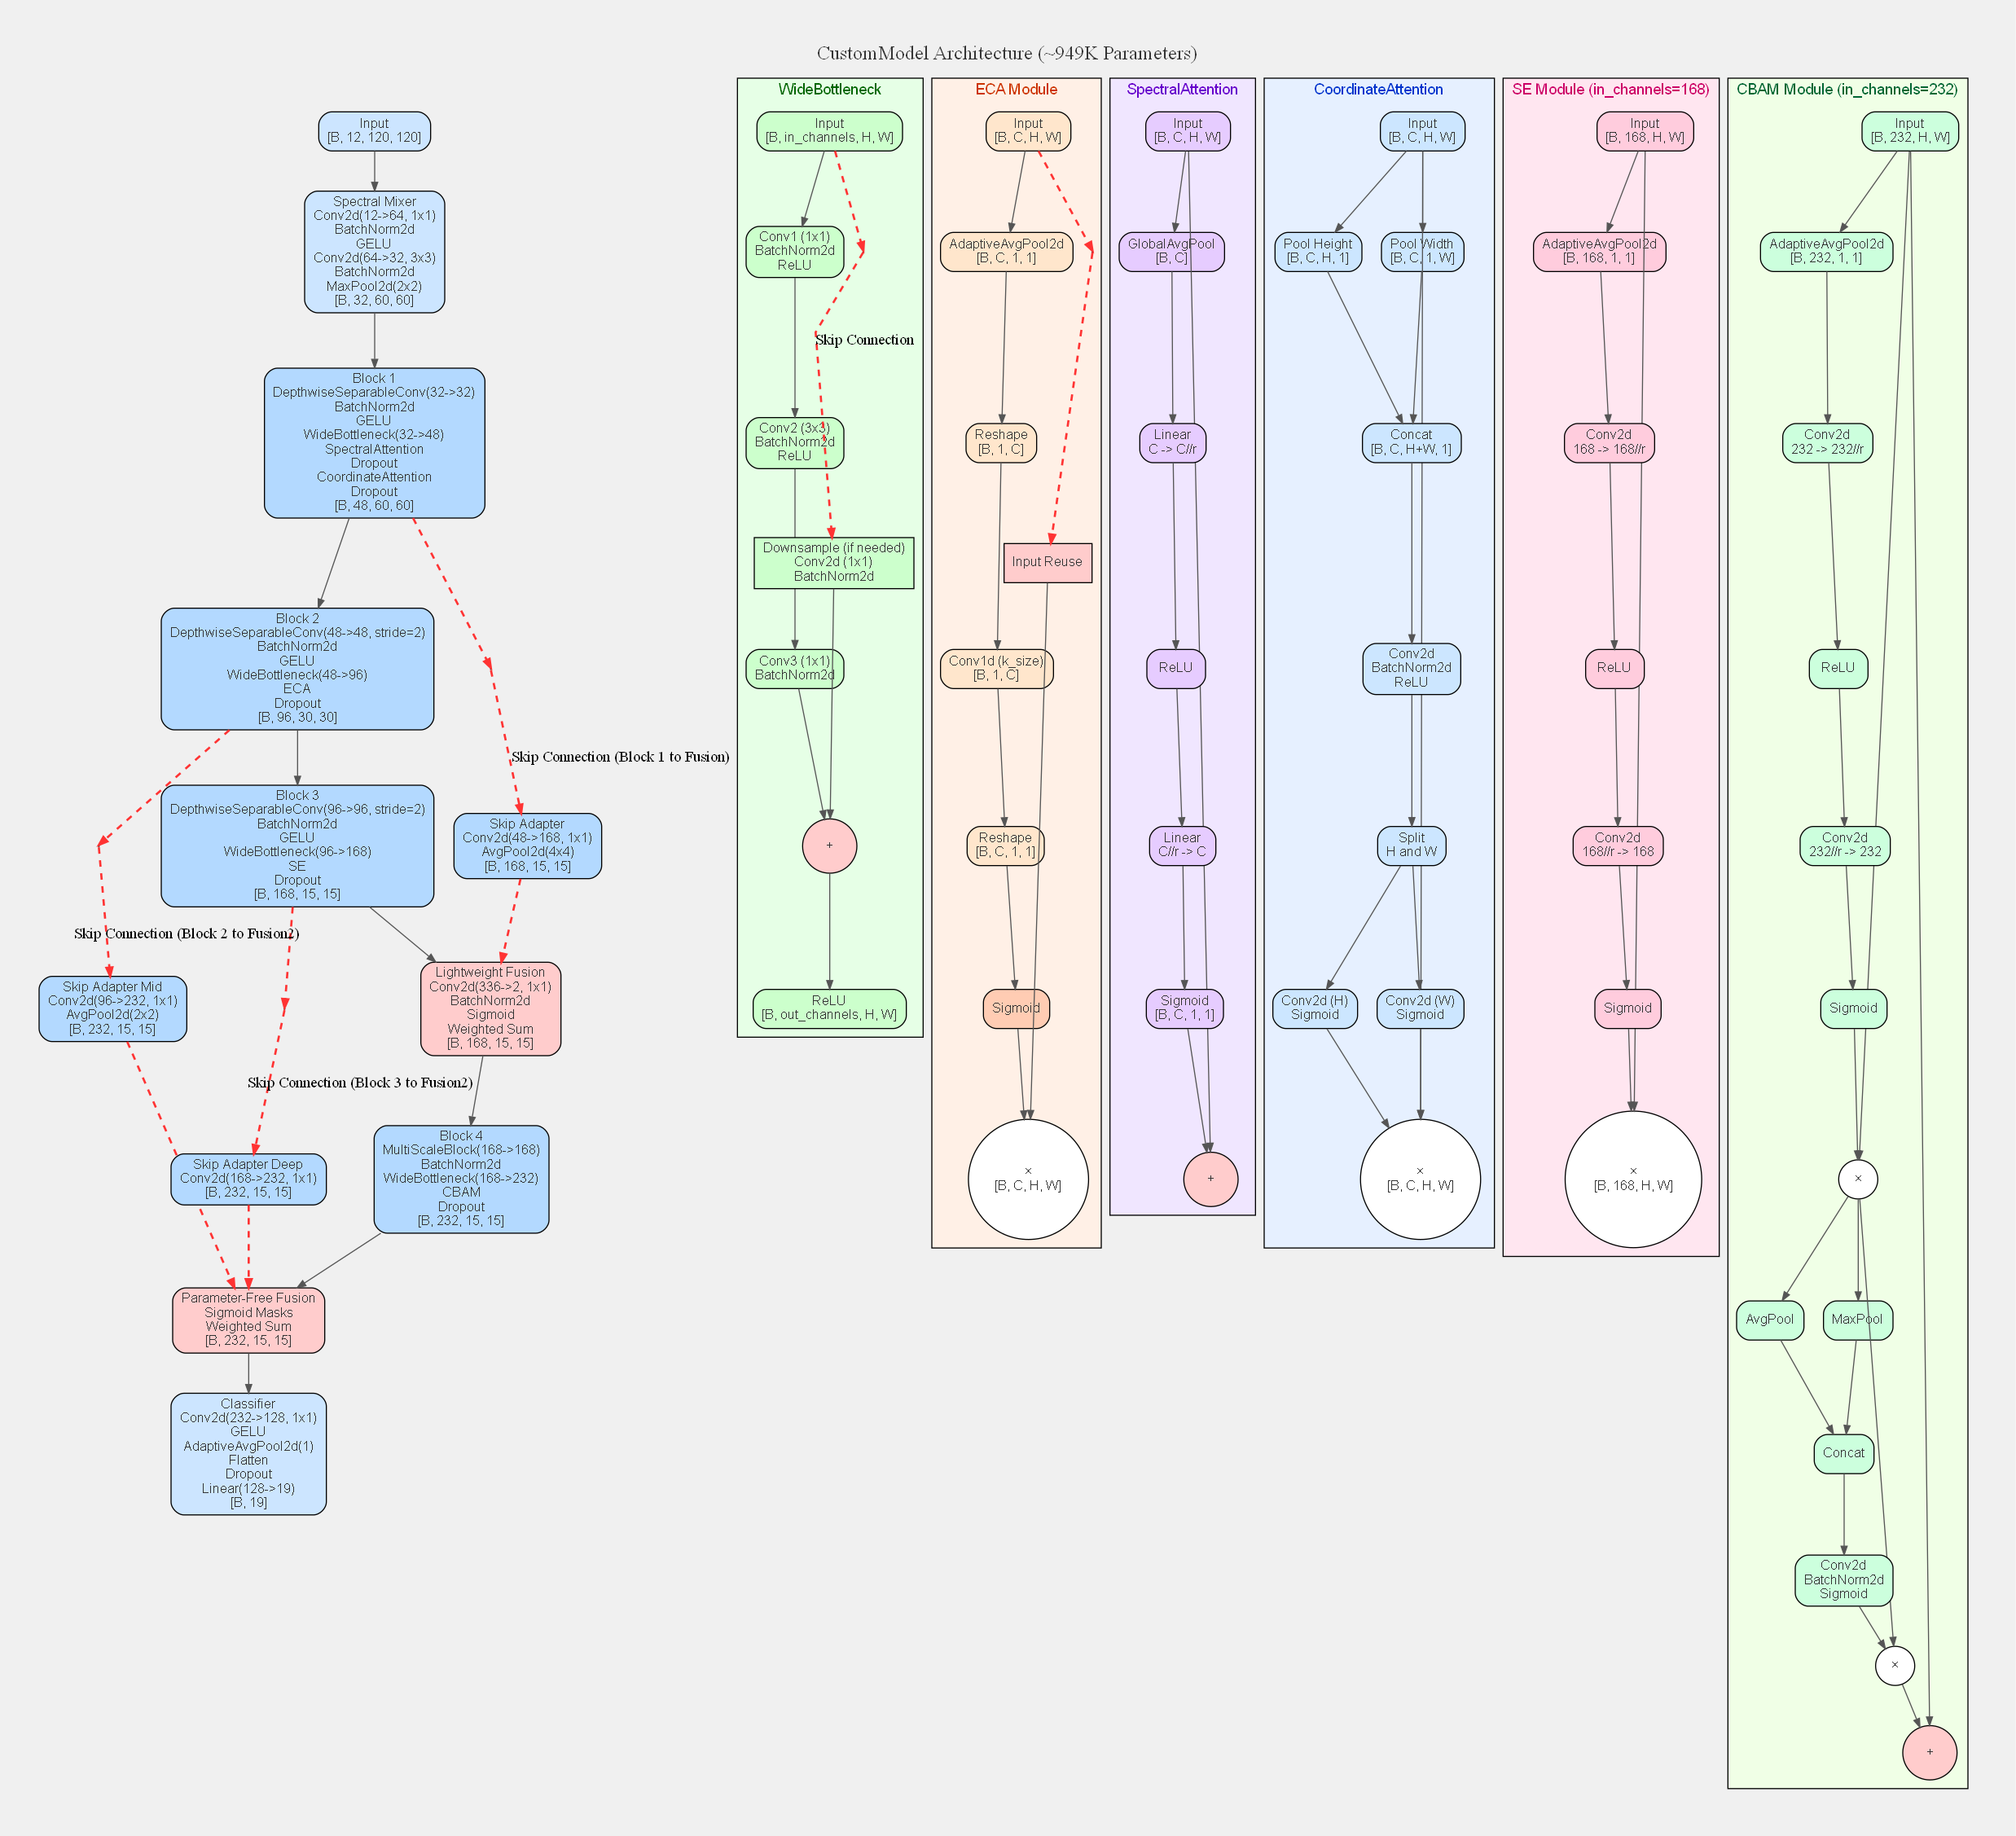 CustomModel Architecture (~949K Parameters)
Input
[B, 12, 120, 120]
Spectral Mixer
Conv2d(12->64, 1x1)
BatchNorm2d
GELU
Conv2d(64->32, 3x3)
BatchNorm2d
MaxPool2d(2x2)
[B, 32, 60, 60]
Block 1
DepthwiseSeparableConv(32->32)
BatchNorm2d
GELU
WideBottleneck(32->48)
SpectralAttention
Dropout
CoordinateAttention
Dropout
[B, 48, 60, 60]
Block 2
DepthwiseSeparableConv(48->48, stride=2)
BatchNorm2d
GELU
WideBottleneck(48->96)
ECA
Dropout
[B, 96, 30, 30]
Skip Connection (Block 1 to Fusion)
Block 3
DepthwiseSeparableConv(96->96, stride=2)
BatchNorm2d
GELU
WideBottleneck(96->168)
SE
Dropout
[B, 168, 15, 15]
Skip Adapter
Conv2d(48->168, 1x1)
AvgPool2d(4x4)
[B, 168, 15, 15]
Skip Connection (Block 2 to Fusion2)
Skip Adapter Mid
Conv2d(96->232, 1x1)
AvgPool2d(2x2)
[B, 232, 15, 15]
Lightweight Fusion
Conv2d(336->2, 1x1)
BatchNorm2d
Sigmoid
Weighted Sum
[B, 168, 15, 15]
Skip Connection (Block 3 to Fusion2)
Skip Adapter Deep
Conv2d(168->232, 1x1)
[B, 232, 15, 15]
Block 4
MultiScaleBlock(168->168)
BatchNorm2d
WideBottleneck(168->232)
CBAM
Dropout
[B, 232, 15, 15]
Parameter-Free Fusion
Sigmoid Masks
Weighted Sum
[B, 232, 15, 15]
Classifier
Conv2d(232->128, 1x1)
GELU
AdaptiveAvgPool2d(1)
Flatten
Dropout
Linear(128->19)
[B, 19]
WideBottleneck
Input
[B, in_channels, H, W]
Conv1 (1x1)
BatchNorm2d
ReLU
Skip Connection
Conv2 (3x3)
BatchNorm2d
ReLU
Downsample (if needed)
Conv2d (1x1)
BatchNorm2d
Conv3 (1x1)
BatchNorm2d
+
ReLU
[B, out_channels, H, W]
ECA Module
Input
[B, C, H, W]
AdaptiveAvgPool2d
[B, C, 1, 1]
Reshape
[B, 1, C]
Input Reuse
Conv1d (k_size)
[B, 1, C]
Reshape
[B, C, 1, 1]
Sigmoid
×
[B, C, H, W]
SpectralAttention
Input
[B, C, H, W]
GlobalAvgPool
[B, C]
Linear
C -> C//r
ReLU
Linear
C//r -> C
Sigmoid
[B, C, 1, 1]
+
CoordinateAttention
Input
[B, C, H, W]
Pool Height
[B, C, H, 1]
Pool Width
[B, C, 1, W]
Concat
[B, C, H+W, 1]
Conv2d
BatchNorm2d
ReLU
Split
H and W
Conv2d (H)
Sigmoid
Conv2d (W)
Sigmoid
×
[B, C, H, W]
SE Module (in_channels=168)
Input
[B, 168, H, W]
AdaptiveAvgPool2d
[B, 168, 1, 1]
Conv2d
168 -> 168//r
ReLU
Conv2d
168//r -> 168
Sigmoid
×
[B, 168, H, W]
CBAM Module (in_channels=232)
Input
[B, 232, H, W]
AdaptiveAvgPool2d
[B, 232, 1, 1]
Conv2d
232 -> 232//r
ReLU
Conv2d
232//r -> 232
Sigmoid
×
AvgPool
MaxPool
Concat
Conv2d
BatchNorm2d
Sigmoid
×
+